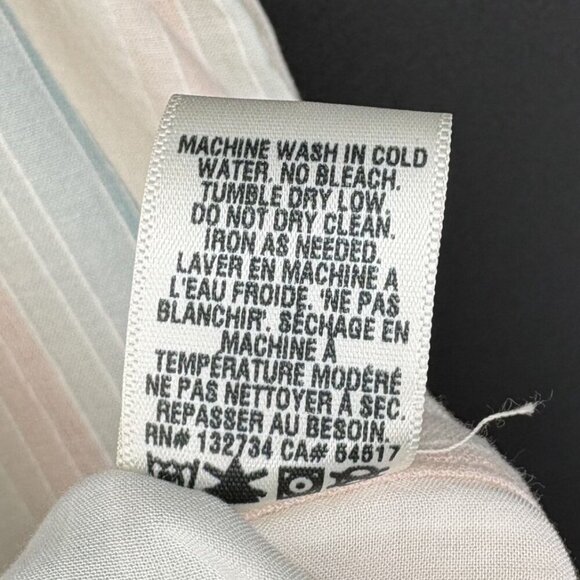 MACHINE WASH IN COLD
WATER. NO BLEACH.
TUMBLE DRY LOW.
DO NOT DRY CLEAN.
IRON AS NEEDED.
LAVER EN MACHINE A
L'EAU FROIDE. 'NE PAS
BLANCHIR'. SÉCHAGE EN
MACHINE À
TEMPÉRATURE MODÉRÉ
NE PAS NETTOYER A SEC.
REPASSER AU BESOIN.
RN# 132734 CA# 54517